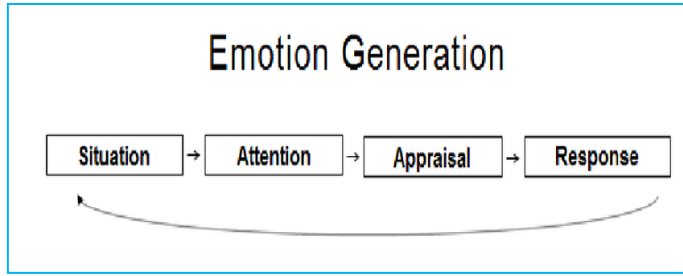 Emotion Generation
Situation → Attention → Appraisal → Response